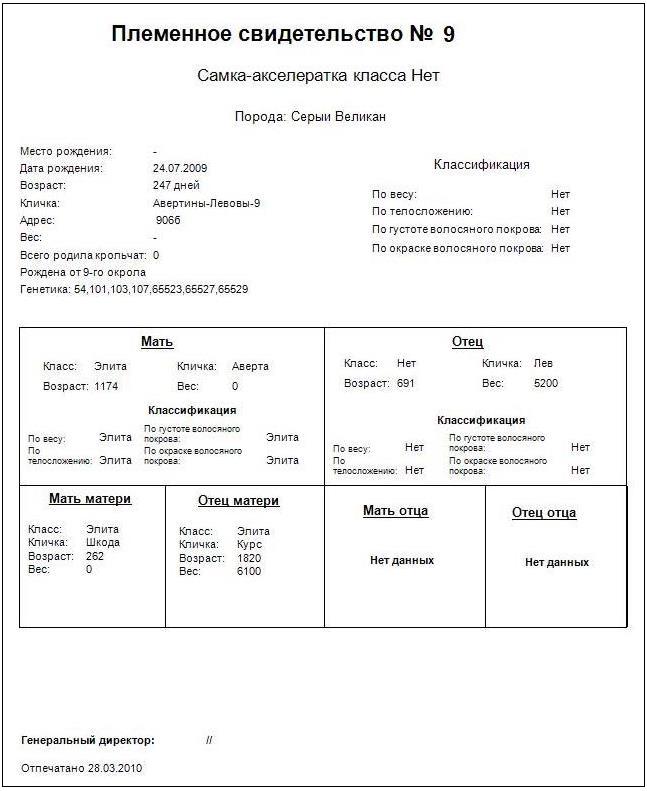 Племенное свидетельство № 9
Самка-акселератка класса Нет
Порода: Серыи Великан
Место рождения: -
Дата рождения: 24.07.2009
Возраст: 247 дней
Кличка: Авертины-Левовы-9
Адрес: 906б
Вес: -
Всего родила крольчат: 0
Рождена от 9-го окрола
Генетика: 54,101,103,107,65523,65527,65529
Классификация
По весу: Нет
По телосложению: Нет
По густоте волосяного покрова: Нет
По окраске волосяного покрова: Нет
Мать
Класс: Элита Кличка: Аверта
Возраст: 1174 Вес: 0
Классификация
По весу: Элита По густоте волосяного покрова: Элита
По телосложению: Элита По окраске волосяного покрова: Элита
Отец
Класс: Нет Кличка: Лев
Возраст: 691 Вес: 5200
Классификация
По весу: Нет По густоте волосяного покрова: Нет
По телосложению: Нет По окраске волосяного покрова: Нет
Мать матери
Класс: Элита
Кличка: Шкода
Возраст: 262
Вес: 0
Отец матери
Класс: Элита
Кличка: Курс
Возраст: 1820
Вес: 6100
Мать отца
Нет данных
Отец отца
Нет данных
Генеральный директор: //
Отпечатано 28.03.2010